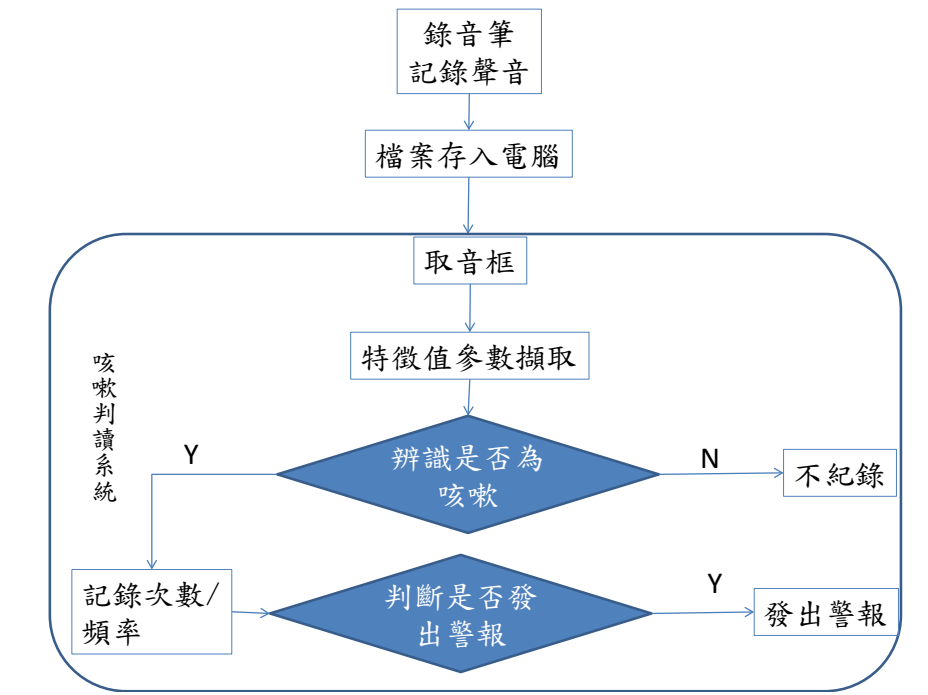 錄音筆
記錄聲音
檔案存入電腦
取音框
特徵值參數擷取
咳嗽判讀系統
Y
辨識是否為
咳嗽
N
不紀錄
記錄次數/
頻率
判斷是否發
出警報
Y
發出警報